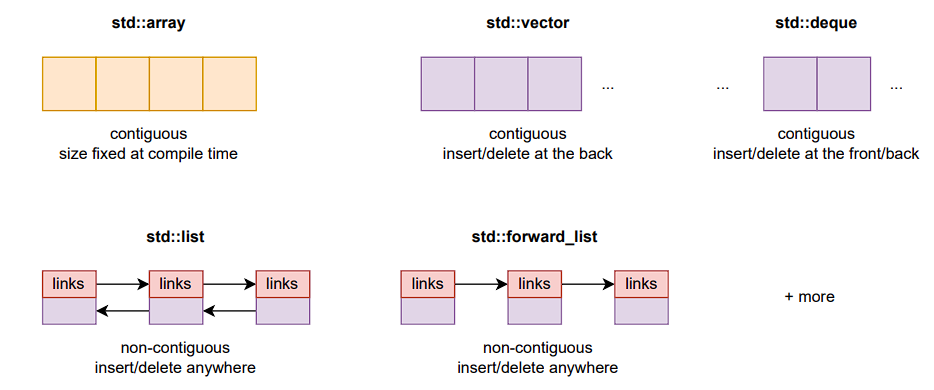 std::array
std::vector
std::deque
...
...
...
contiguous
size fixed at compile time
contiguous
insert/delete at the back
contiguous
insert/delete at the front/back
std::list
std::forward_list
links
links
links
links
links
links
+ more
non-contiguous
insert/delete anywhere
non-contiguous
insert/delete anywhere